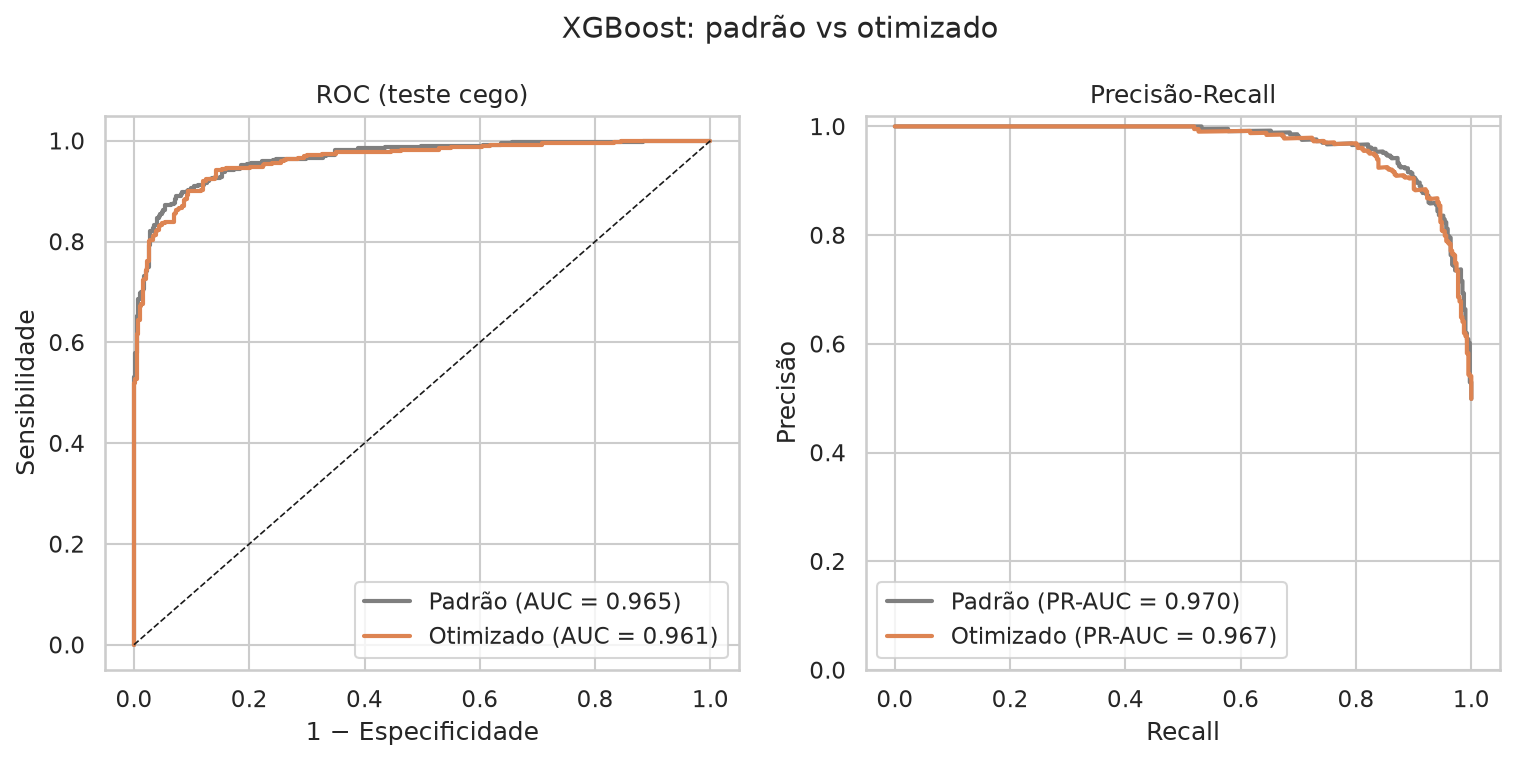 XGBoost: padrão vs otimizado
ROC (teste cego)
Sensibilidade
1.0
0.8
0.6
0.4
0.2
0.0
Padrão (AUC = 0.965)
Otimizado (AUC = 0.961)
0.0 0.2 0.4 0.6 0.8 1.0
1 − Especificidade
Precisão-Recall
Precisão
1.0
0.8
0.6
0.4
0.2
0.0
Padrão (PR-AUC = 0.970)
Otimizado (PR-AUC = 0.967)
0.0 0.2 0.4 0.6 0.8 1.0
Recall